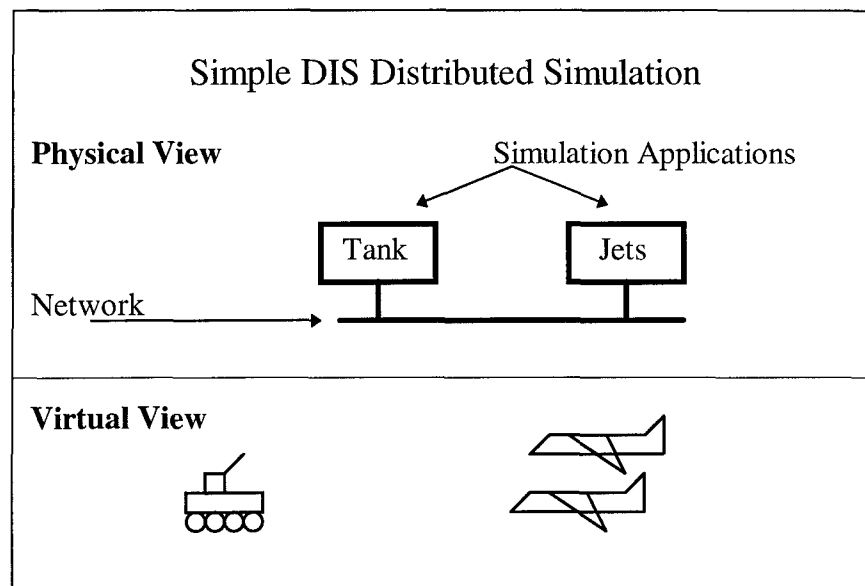 Simple DIS Distributed Simulation
Physical View
Simulation Applications
Tank
Jets
Network
Virtual View